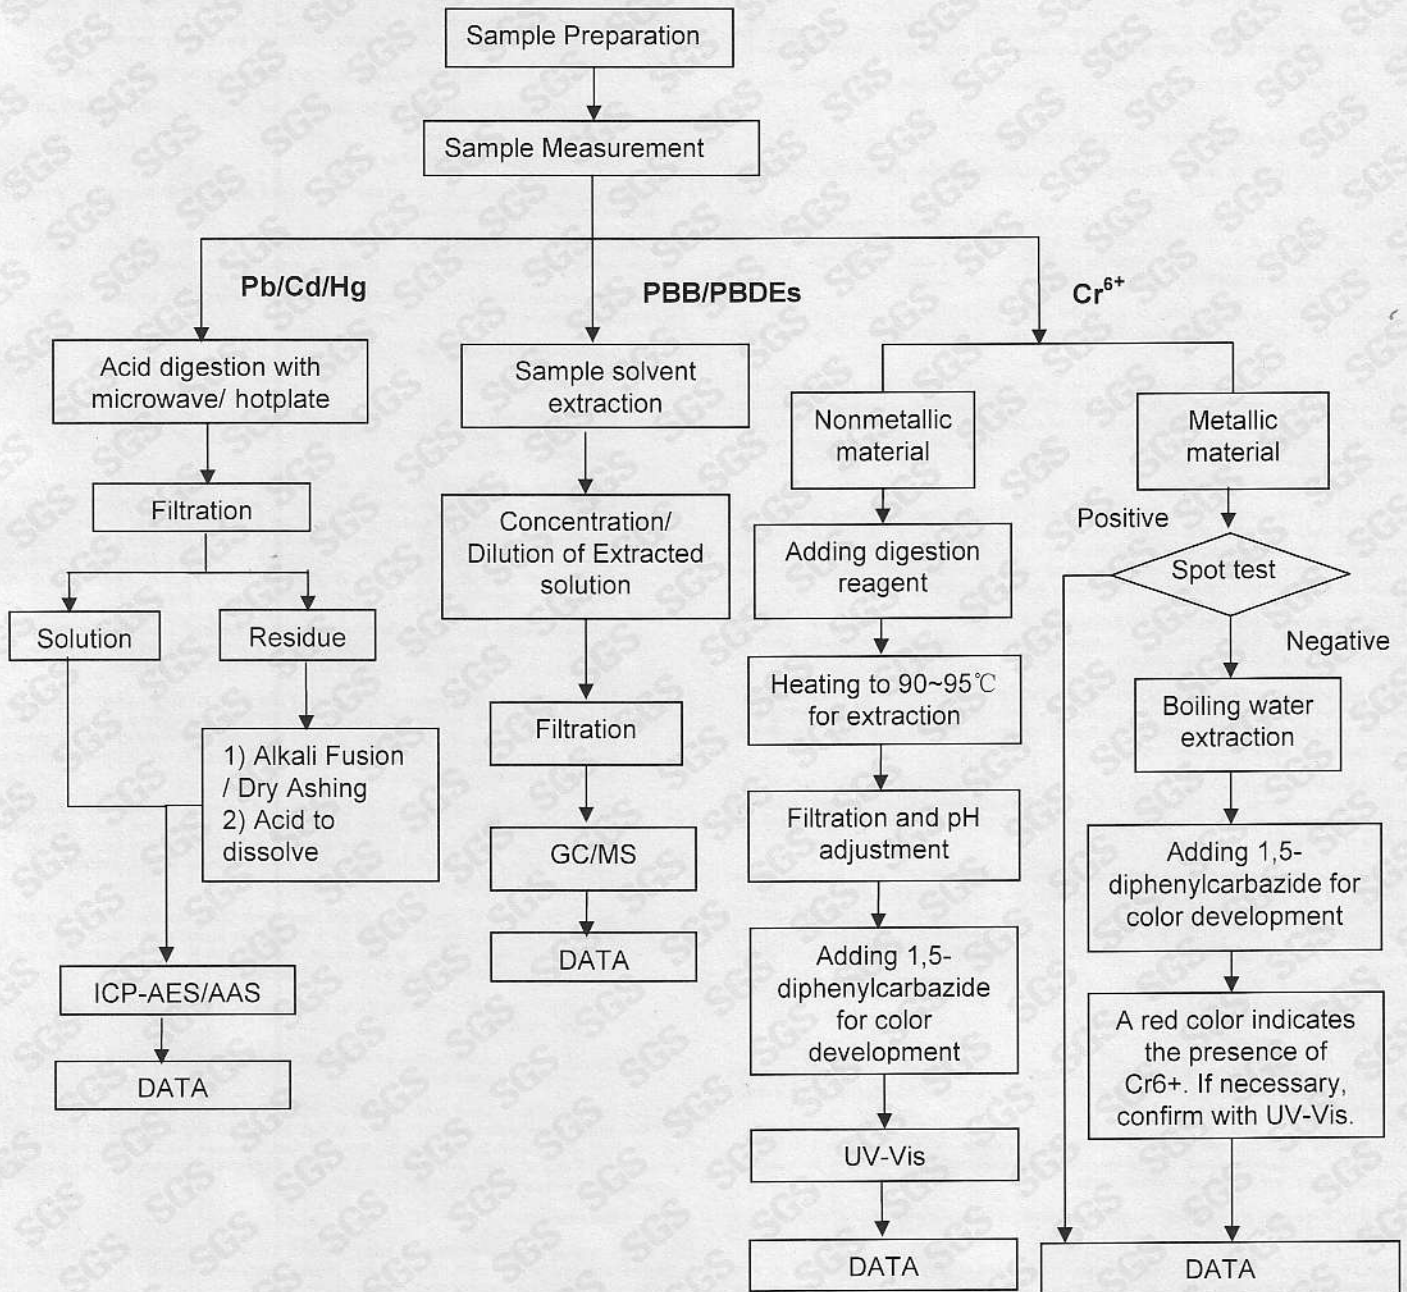 Sample Preparation
Sample Measurement
Pb/Cd/Hg
Acid digestion with
microwave/ hotplate
Filtration
Solution
Residue
1) Alkali Fusion
/ Dry Ashing
2) Acid to
dissolve
ICP-AES/AAS
DATA
PBB/PBDEs
Sample solvent
extraction
Concentration/
Dilution of Extracted
solution
Filtration
GC/MS
DATA
Cr⁶⁺
Nonmetallic
material
Adding digestion
reagent
Heating to 90~95℃
for extraction
Filtration and pH
adjustment
Adding 1,5-
diphenylcarbazide
for color
development
UV-Vis
DATA
Metallic
material
Positive
Spot test
Negative
Boiling water
extraction
Adding 1,5-
diphenylcarbazide for
color development
A red color indicates
the presence of
Cr6+. If necessary,
confirm with UV-Vis.
DATA
SGS